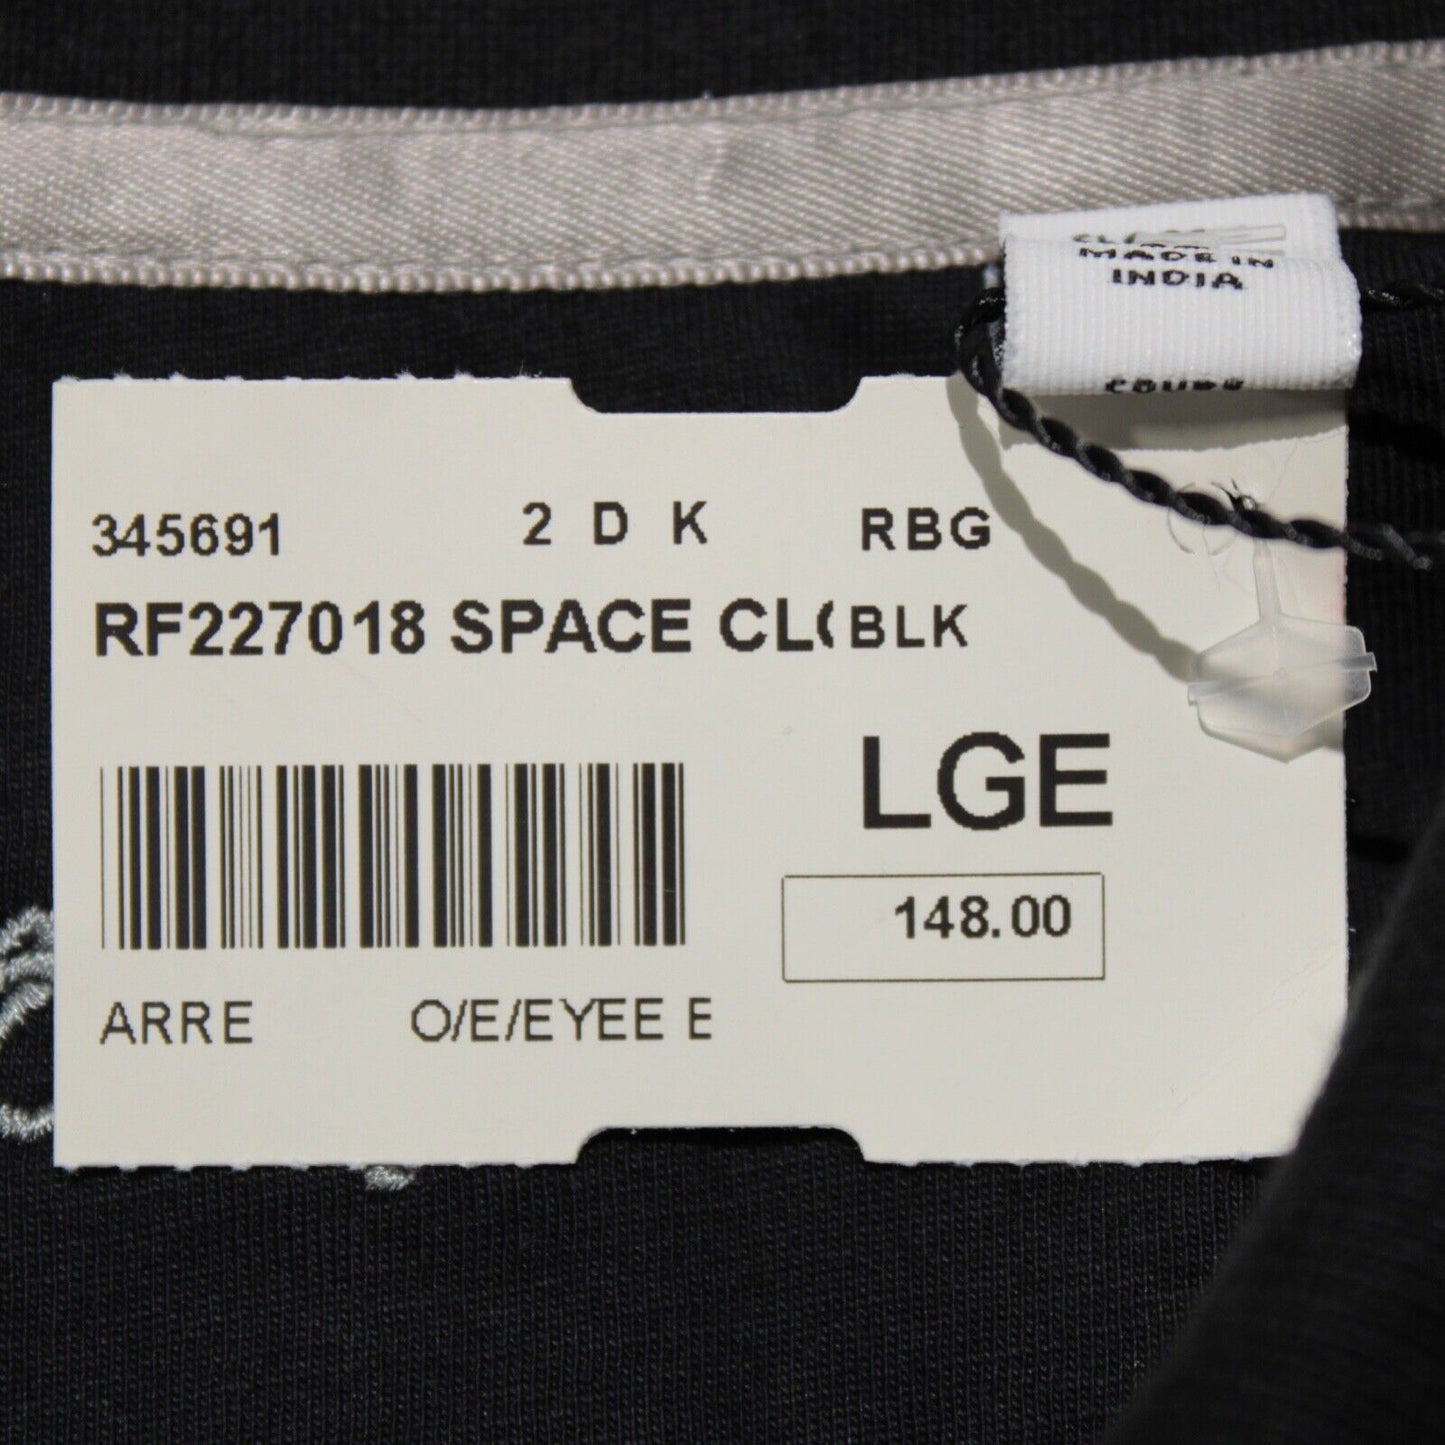 MADE IN
INDIA
345691 2 D K RBG
RF227018 SPACE CL BLK
LGE
148.00
ARRE O/E/EYEE E